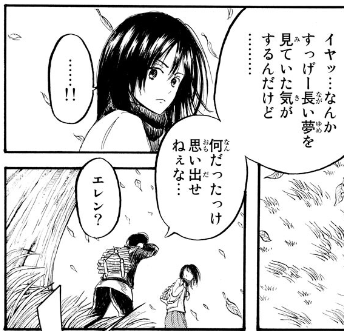 イヤッ…なんか
すっげー長い夢を
見ていた気が
するんだけど
………
……!!
何だったっけ
思い出せ
ねぇな…
エレン？